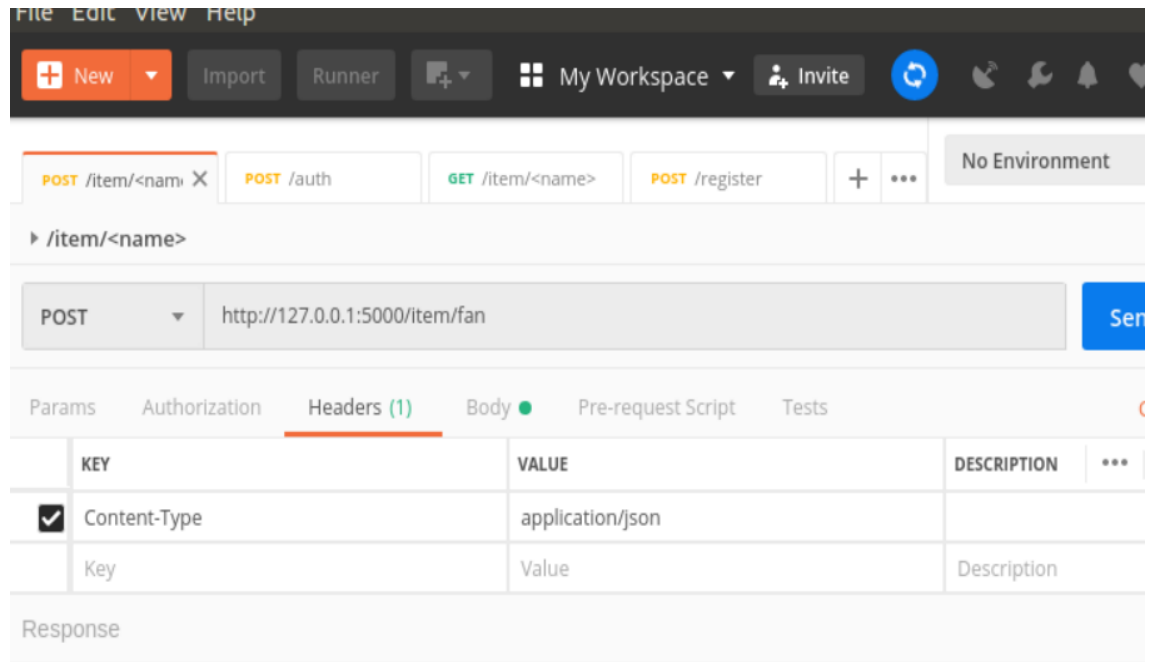 File Edit View Help
New Import Runner My Workspace Invite
POST /item/<nam POST /auth GET /item/<name> POST /register No Environment
/item/<name>
POST http://127.0.0.1:5000/item/fan Sen
Params Authorization Headers (1) Body Pre-request Script Tests
KEY VALUE DESCRIPTION
Content-Type application/json
Key Value Description
Response